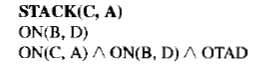 STACK(C, A)
ON(B, D)
ON(C, A) ∧ ON(B, D) ∧ OTAD